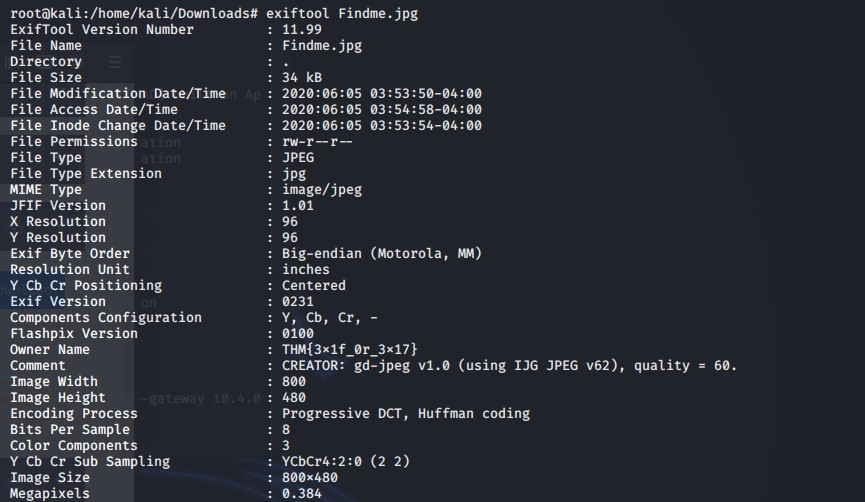 root@kali:/home/kali/Downloads# exiftool Findme.jpg
ExifTool Version Number : 11.99
File Name : Findme.jpg
Directory : .
File Size : 34 kB
File Modification Date/Time : 2020:06:05 03:53:50-04:00
File Access Date/Time : 2020:06:05 03:54:58-04:00
File Inode Change Date/Time : 2020:06:05 03:53:54-04:00
File Permissions : rw-r--r--
File Type : JPEG
File Type Extension : jpg
MIME Type : image/jpeg
JFIF Version : 1.01
X Resolution : 96
Y Resolution : 96
Exif Byte Order : Big-endian (Motorola, MM)
Resolution Unit : inches
Y Cb Cr Positioning : Centered
Exif Version : 0231
Components Configuration : Y, Cb, Cr, -
Flashpix Version : 0100
Owner Name : THM{3×1f_0r_3×17}
Comment : CREATOR: gd-jpeg v1.0 (using IJG JPEG v62), quality = 60.
Image Width : 800
Image Height : 480
Encoding Process : Progressive DCT, Huffman coding
Bits Per Sample : 8
Color Components : 3
Y Cb Cr Sub Sampling : YCbCr4:2:0 (2 2)
Image Size : 800×480
Megapixels : 0.384